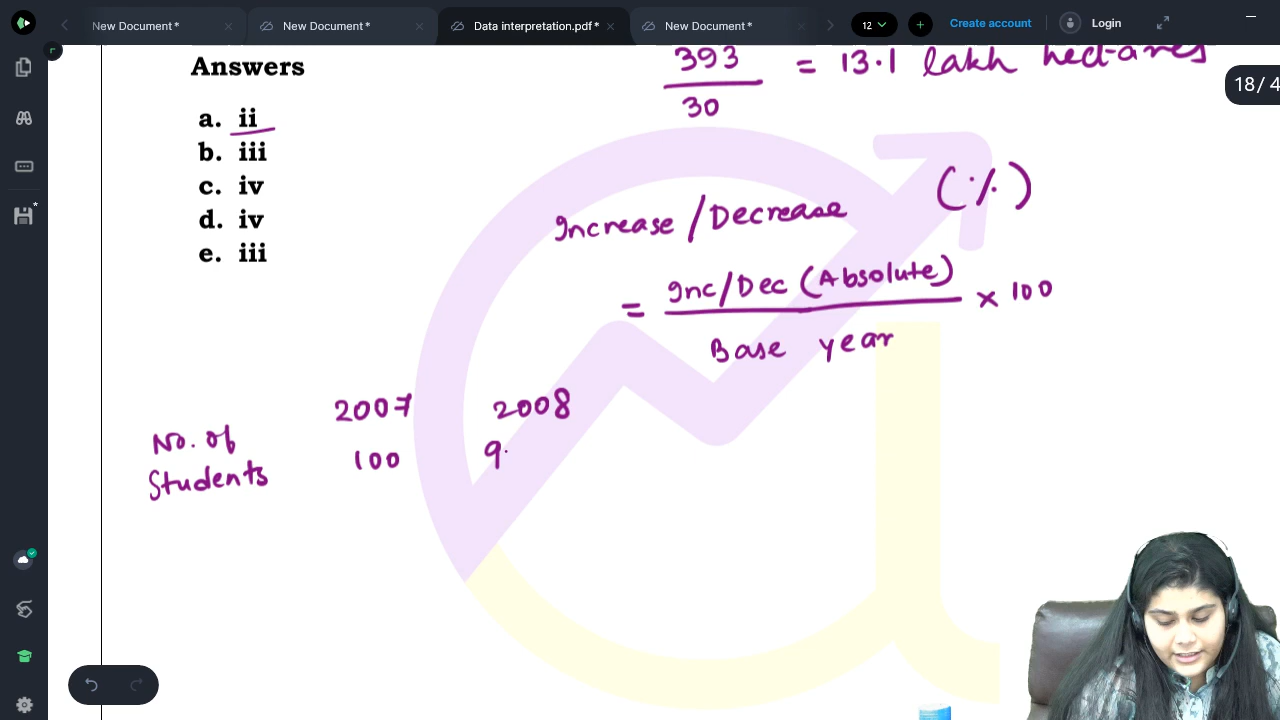 New Document *
New Document *
Data interpretation.pdf *
New Document *
12
Create account
Login
18/ 4
Answers
a. ii
b. iii
c. iv
d. iv
e. iii
393
30
= 13.1 lakh hectares
Increase / Decrease (%)
= Inc/Dec (Absolute) × 100
Base year
2007 2008
No. of
Students 100 9